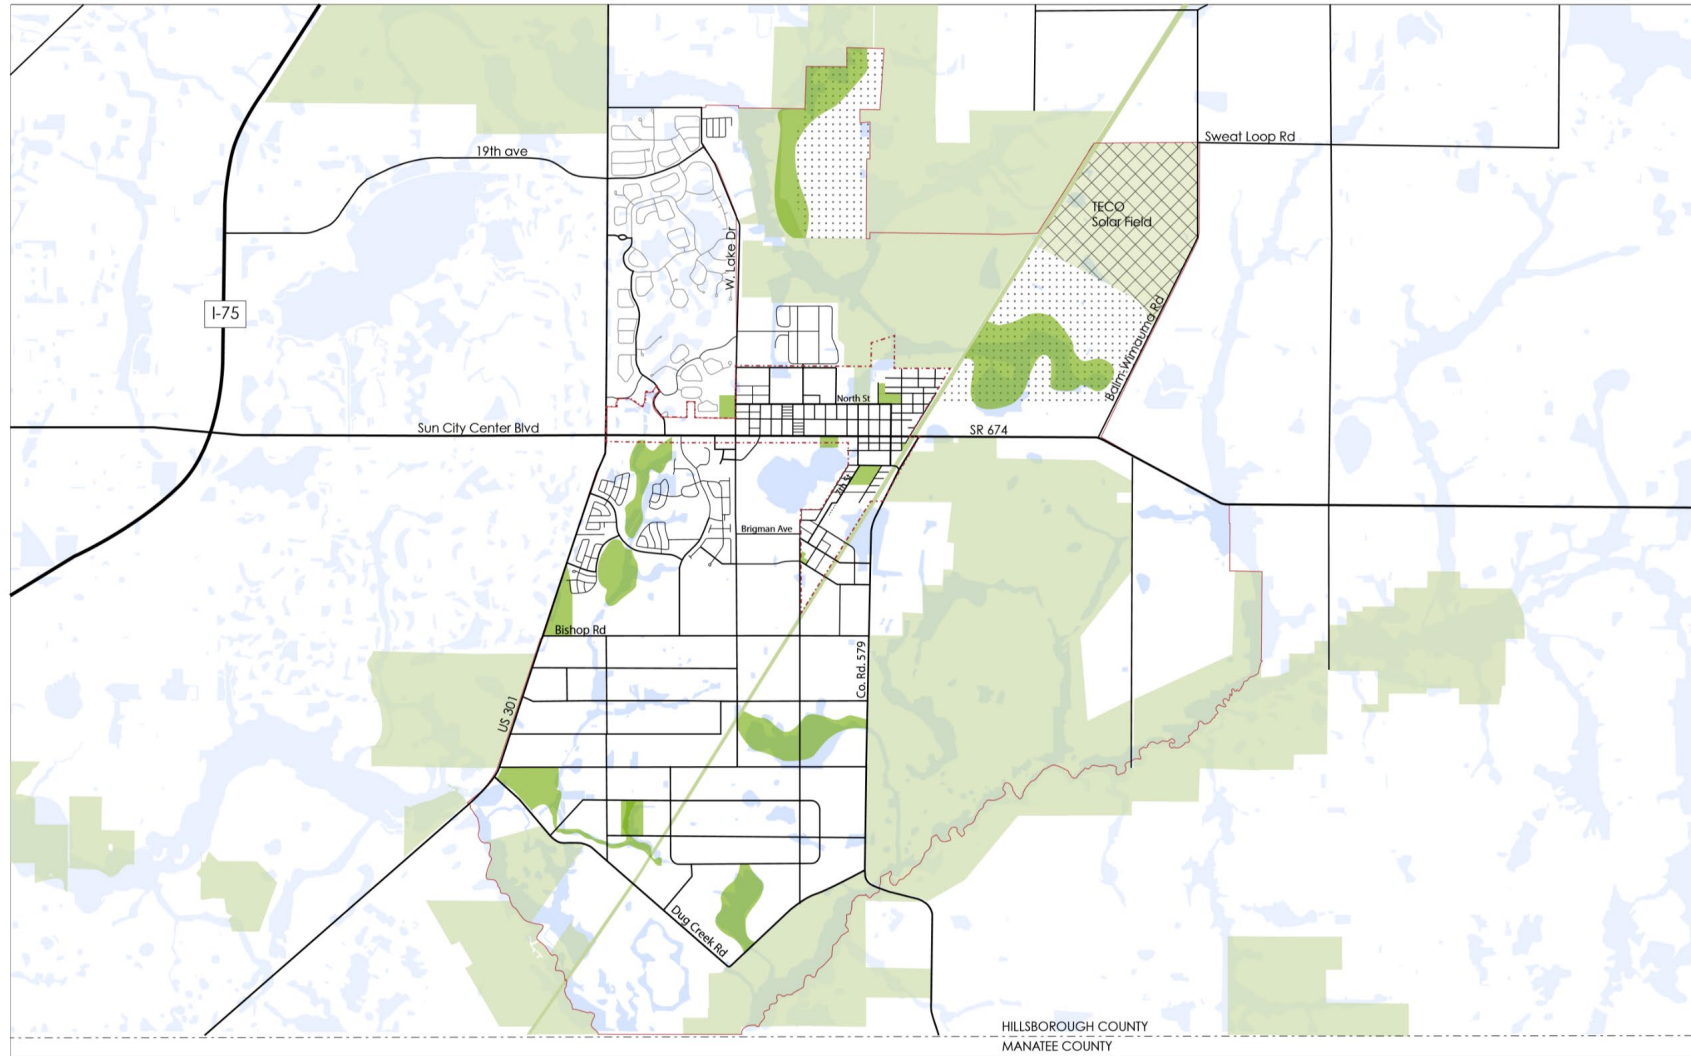 Sweat Loop Rd
19th ave
TECO
Solar Field
W. Lake Dr
I-75
Balm-Wimauma Rd
North St
Sun City Center Blvd
SR 674
7th St
Brigman Ave
Bishop Rd
Co. Rd. 579
US 301
Dug Creek Rd
HILLSBOROUGH COUNTY
MANATEE COUNTY